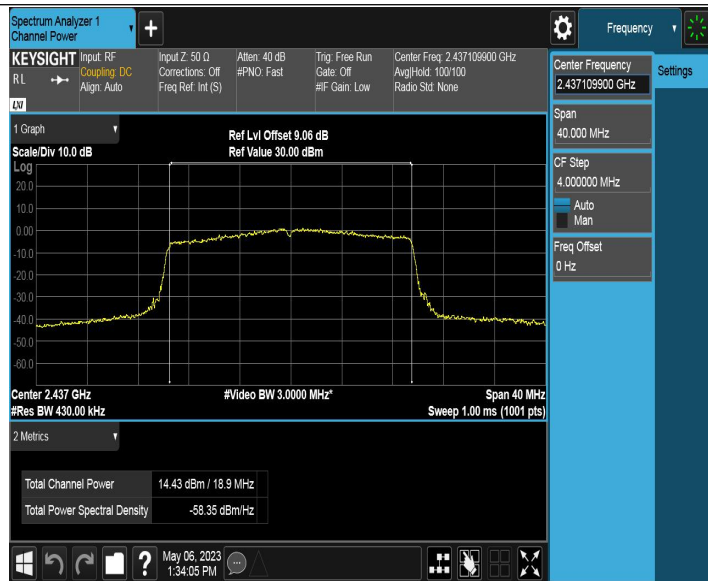 Spectrum Analyzer 1
Channel Power
+
Frequency
KEYSIGHT
RL
LXI
Input: RF
Coupling: DC
Align: Auto
Input Z: 50 Ω
Corrections: Off
Freq Ref: Int (S)
Atten: 40 dB
#PNO: Fast
Trig: Free Run
Gate: Off
#IF Gain: Low
Center Freq: 2.437109900 GHz
Avg|Hold: 100/100
Radio Std: None
Center Frequency
2.437109900 GHz
Settings
Span
40.000 MHz
CF Step
4.000000 MHz
Auto
Man
Freq Offset
0 Hz
1 Graph
Scale/Div 10.0 dB
Ref Lvl Offset 9.06 dB
Ref Value 30.00 dBm
Log
20.0
10.0
0.00
-10.0
-20.0
-30.0
-40.0
-50.0
-60.0
Center 2.437 GHz
#Video BW 3.0000 MHz*
Span 40 MHz
#Res BW 430.00 kHz
Sweep 1.00 ms (1001 pts)
2 Metrics
Total Channel Power 14.43 dBm / 18.9 MHz
Total Power Spectral Density -58.35 dBm/Hz
?
May 06, 2023
1:34:05 PM